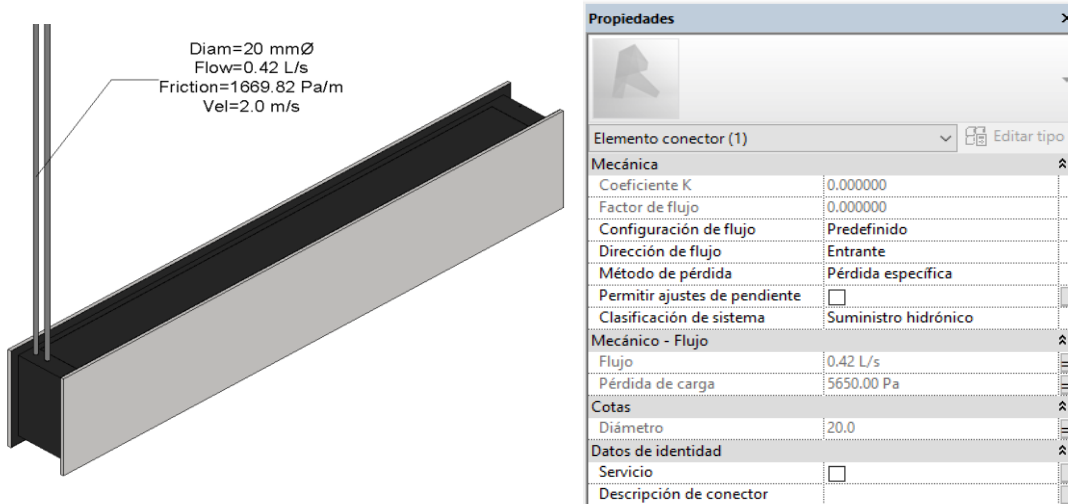 Diam=20 mmØ
Flow=0.42 L/s
Friction=1669.82 Pa/m
Vel=2.0 m/s
Propiedades
Elemento conector (1)
Editar tipo
Mecánica
Coeficiente K 0.000000
Factor de flujo 0.000000
Configuración de flujo Predefinido
Dirección de flujo Entrante
Método de pérdida Pérdida específica
Permitir ajustes de pendiente
Clasificación de sistema Suministro hidrónico
Mecánico - Flujo
Flujo 0.42 L/s
Pérdida de carga 5650.00 Pa
Cotas
Diámetro 20.0
Datos de identidad
Servicio
Descripción de conector